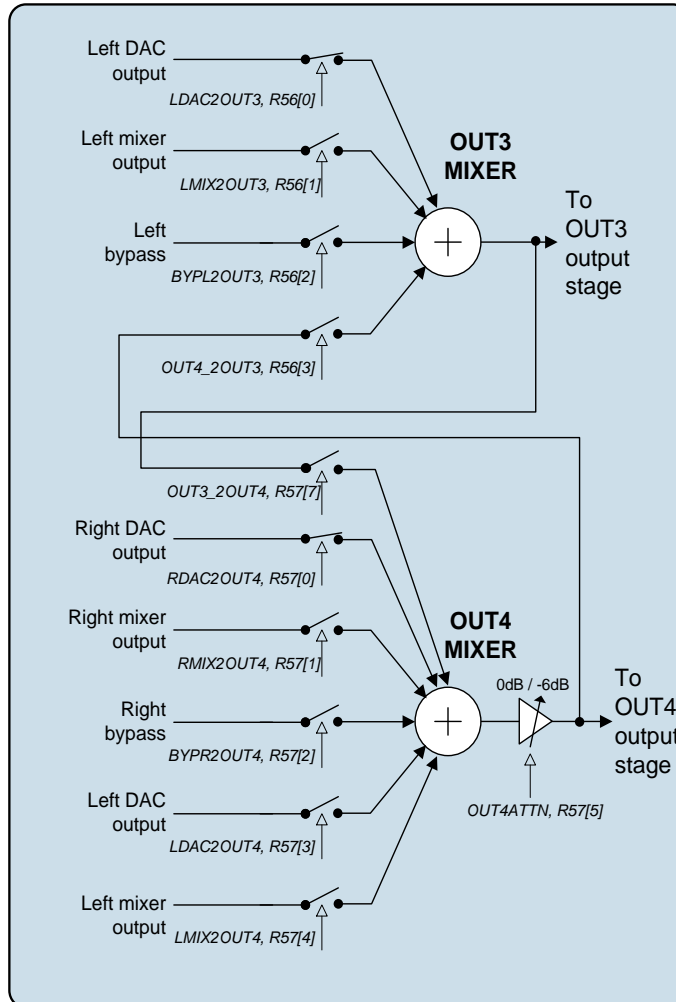 Left DAC
output
LDAC2OUT3, R56[0]
Left mixer
output
LMIX2OUT3, R56[1]
OUT3
MIXER
Left
bypass
BYPL2OUT3, R56[2]
To
OUT3
output
stage
OUT4_2OUT3, R56[3]
OUT3_2OUT4, R57[7]
Right DAC
output
RDAC2OUT4, R57[0]
Right mixer
output
RMIX2OUT4, R57[1]
OUT4
MIXER
0dB / -6dB
Right
bypass
BYPR2OUT4, R57[2]
To
OUT4
output
stage
OUT4ATTN, R57[5]
Left DAC
output
LDAC2OUT4, R57[3]
Left mixer
output
LMIX2OUT4, R57[4]